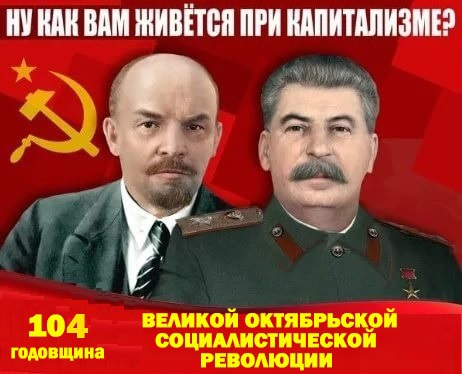 НУ КАК ВАМ ЖИВЁТСЯ ПРИ КАПИТАЛИЗМЕ?
104
годовщина
ВЕЛИКОЙ ОКТЯБРЬСКОЙ
СОЦИАЛИСТИЧЕСКОЙ
РЕВОЛЮЦИИ